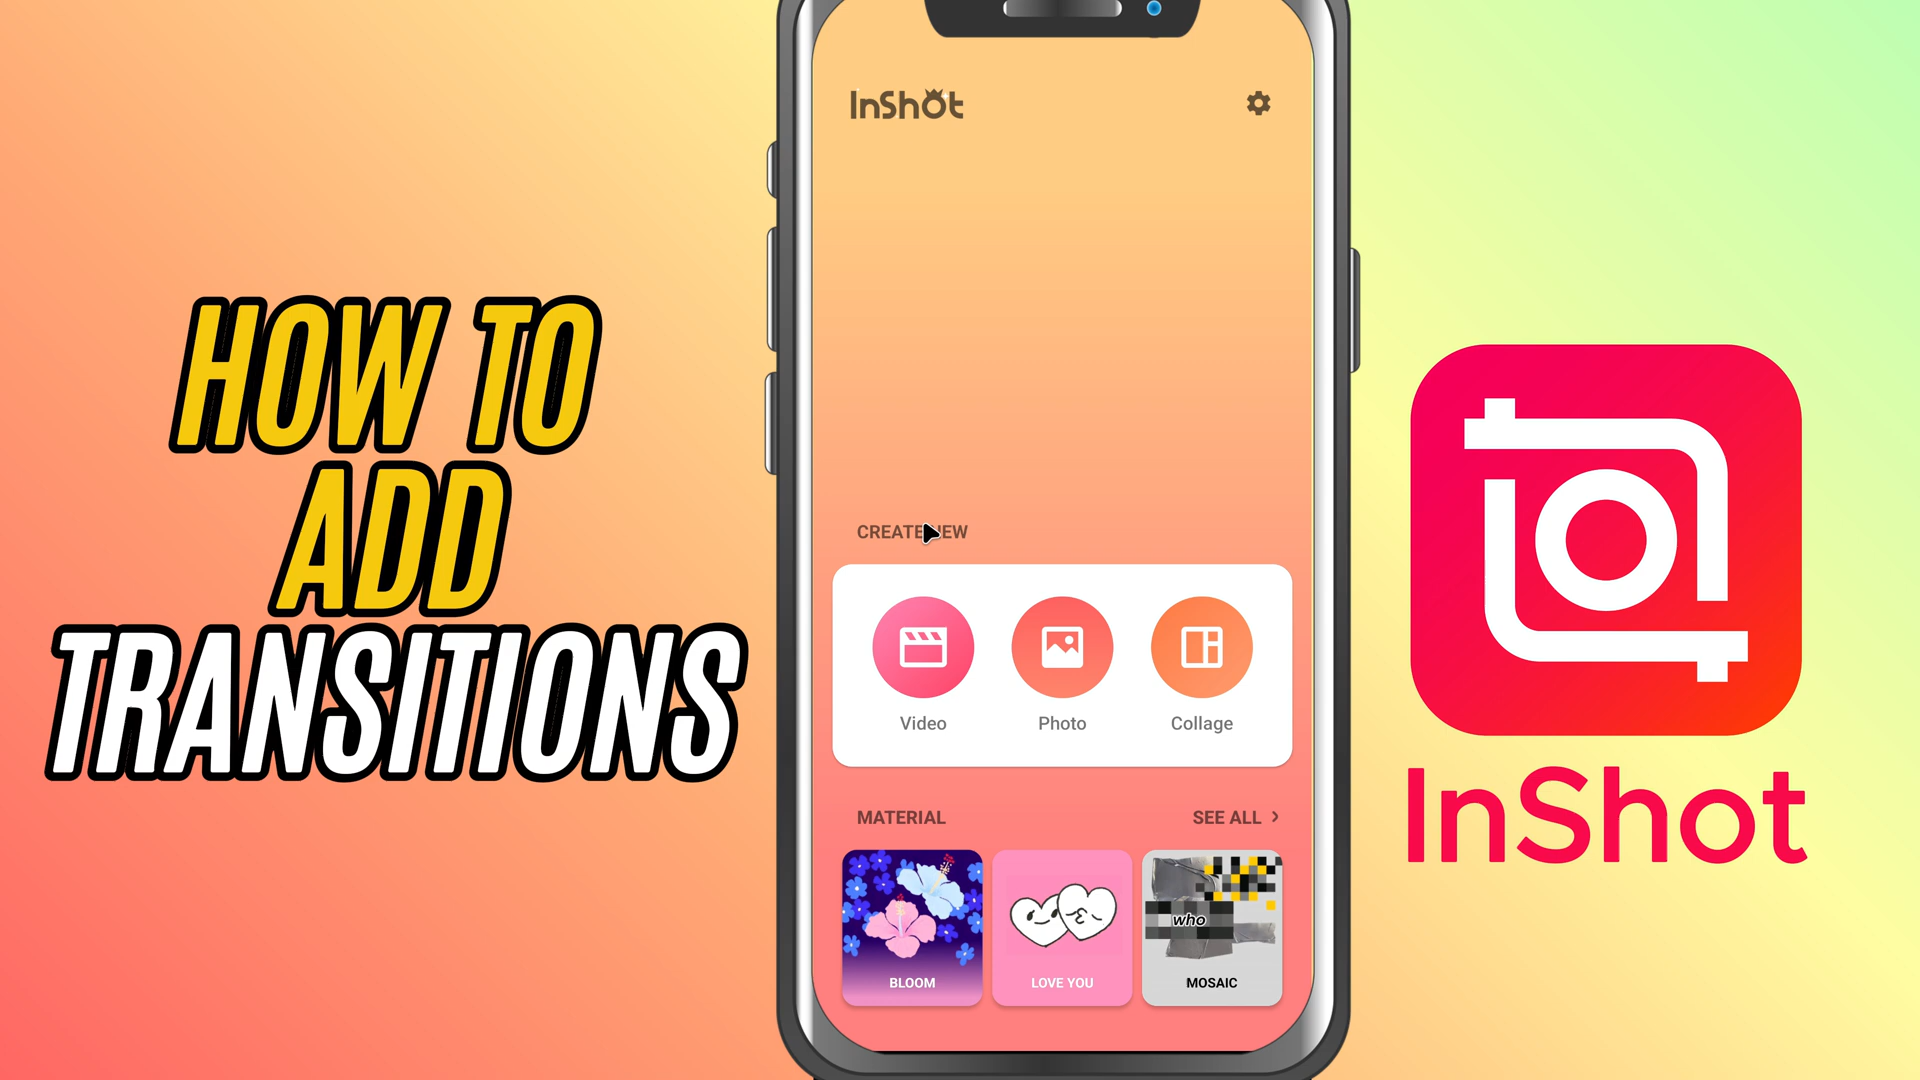 HOW TO
ADD
TRANSITIONS
InShot
CREATE NEW
Video
Photo
Collage
MATERIAL
SEE ALL >
BLOOM
LOVE YOU
who
MOSAIC
InShot